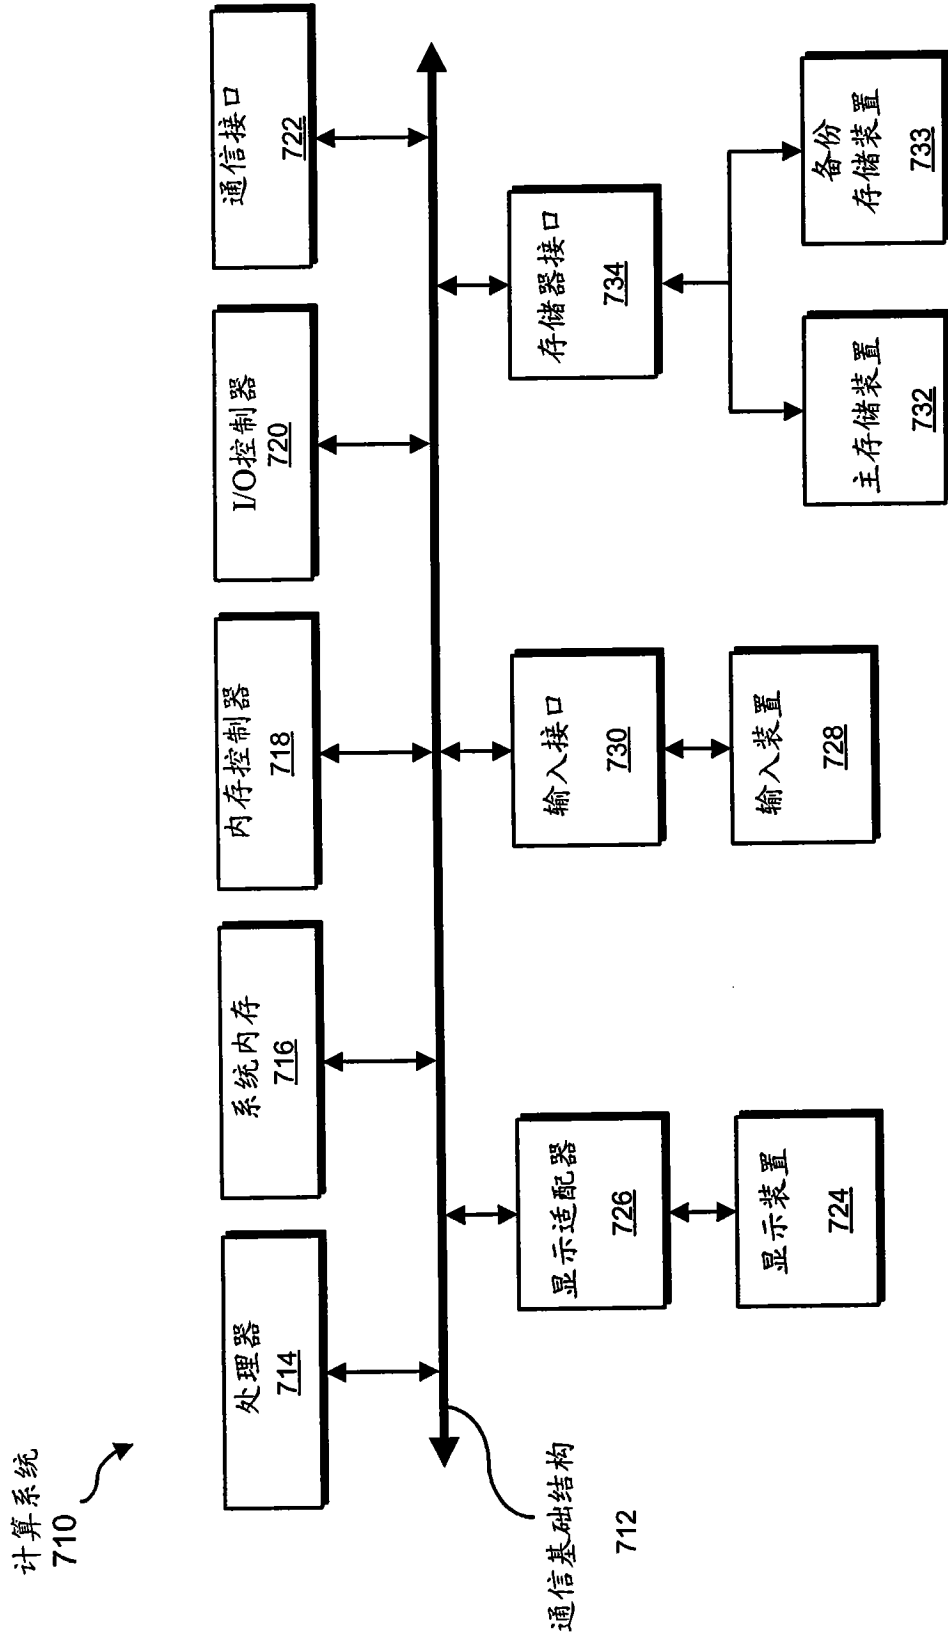 计算系统
710
处理器
714
系统内存
716
内存控制器
718
I/O控制器
720
通信接口
722
通信基础结构
712
显示适配器
726
输入接口
730
存储器接口
734
显示装置
724
输入装置
728
主存储装置
732
备份
存储装置
733